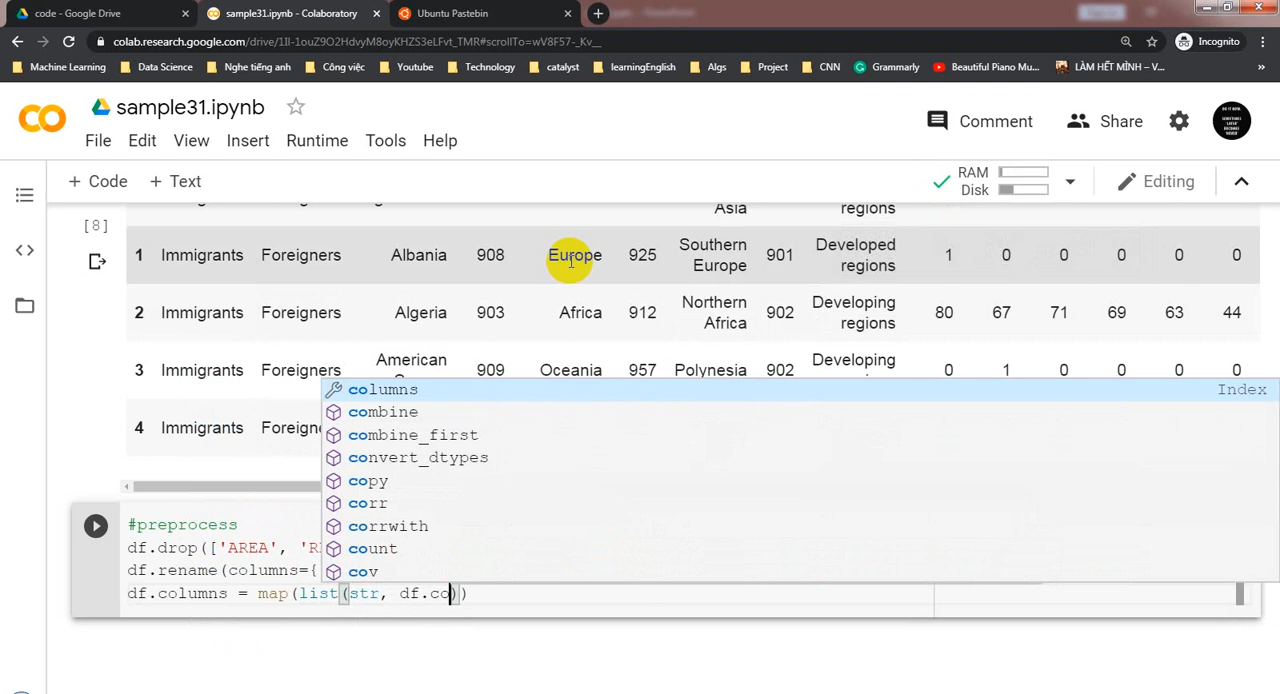 code - Google Drive
sample31.ipynb - Colaboratory
Ubuntu Pastebin
colab.research.google.com/drive/1Il-1ouZ9O2HdvyM8oyKHZS3eLFvt_TMR#scrollTo=wV8F57-_Kv__
Incognito
Machine Learning
Data Science
Nghe tiếng anh
Công việc
Youtube
Technology
catalyst
learningEnglish
Algs
Project
CNN
Grammarly
Beautiful Piano Mu...
LÀM HẾT MÌNH – V...
»
CO
sample31.ipynb
Comment
Share
File Edit View Insert Runtime Tools Help
+ Code + Text
RAM
Disk
Editing
Asia regions
[8]
1 Immigrants Foreigners Albania 908 Europe 925 Southern Europe 901 Developed regions 1 0 0 0 0 0
2 Immigrants Foreigners Algeria 903 Africa 912 Northern Africa 902 Developing regions 80 67 71 69 63 44
3 Immigrants Foreigners American 909 Oceania 957 Polynesia 902 Developing regions 0 1 0 0 0 0
4 Immigrants Foreign
columns Index
combine
combine_first
convert_dtypes
copy
corr
corrwith
count
cov
#preprocess
df.drop(['AREA', 'RE
df.rename(columns={
df.columns = map(list(str, df.co))